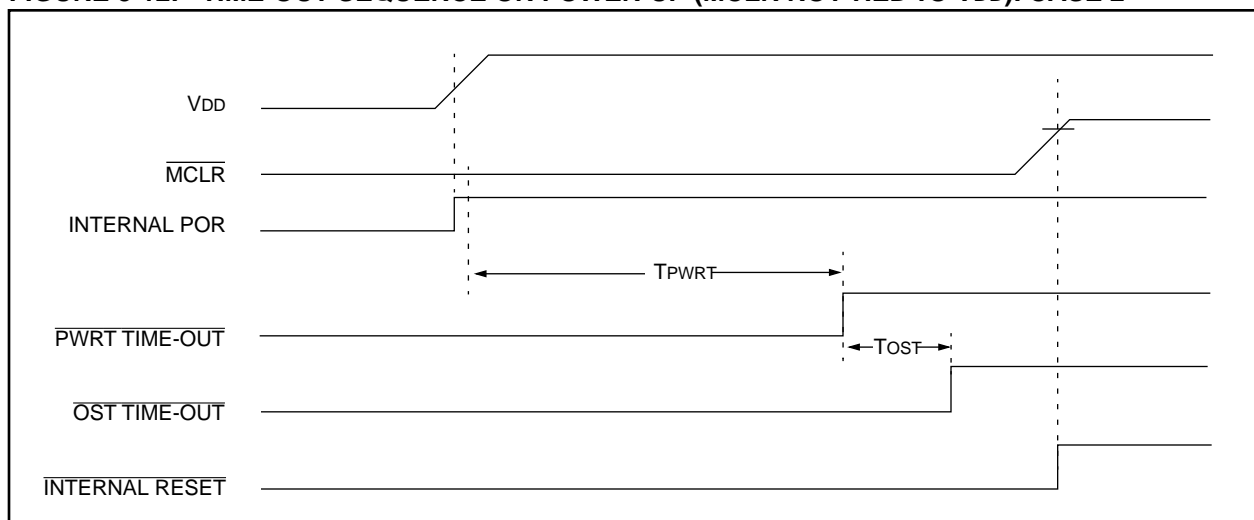 VDD
MCLR
INTERNAL POR
TPWRT
PWRT TIME-OUT
TOST
OST TIME-OUT
INTERNAL RESET